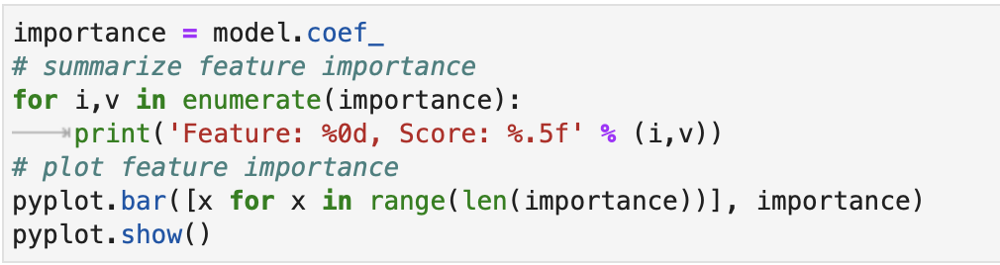 importance = model.coef_
# summarize feature importance
for i,v in enumerate(importance):
	print('Feature: %0d, Score: %.5f' % (i,v))
# plot feature importance
pyplot.bar([x for x in range(len(importance))], importance)
pyplot.show()